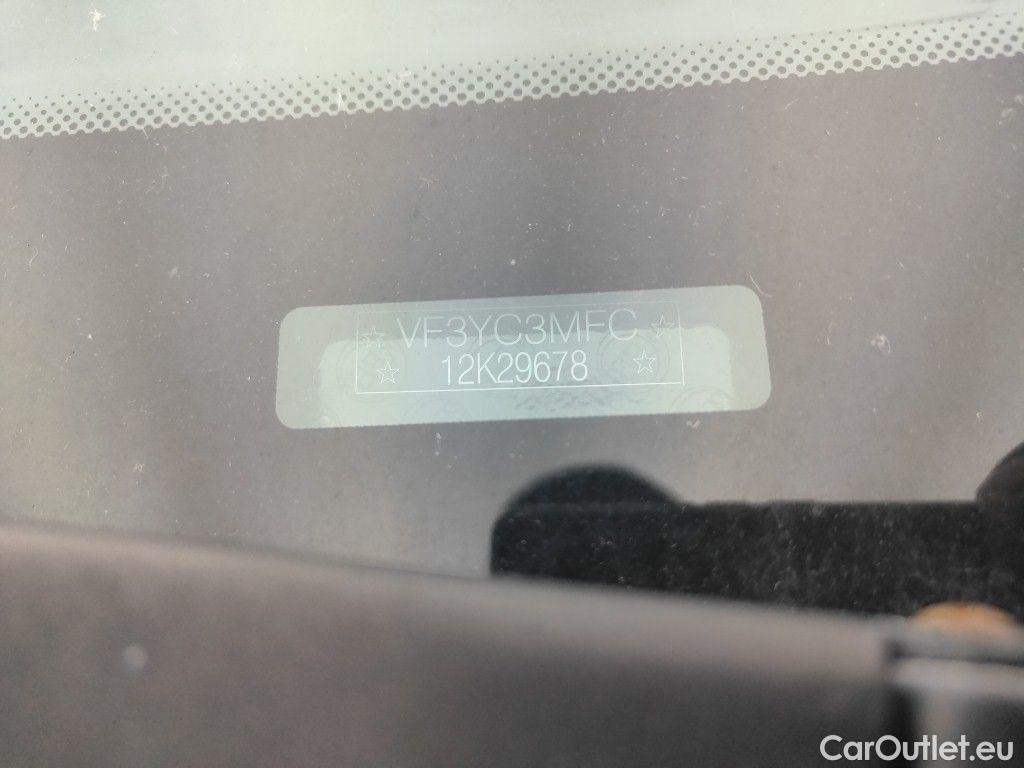 ☆ VF3YC3MFC ☆
☆ 12K29678 ☆
CarOutlet.eu